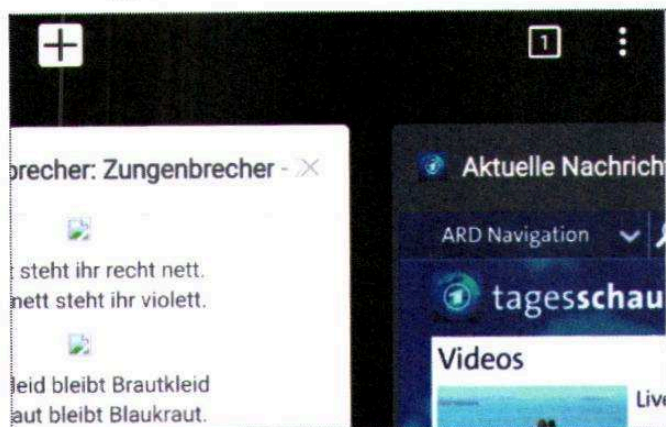 1
brecher: Zungenbrecher -
steht ihr recht nett.
nett steht ihr violett.
leid bleibt Brautkleid
aut bleibt Blaukraut.
Aktuelle Nachrich
ARD Navigation
tagesschau
Videos
Live